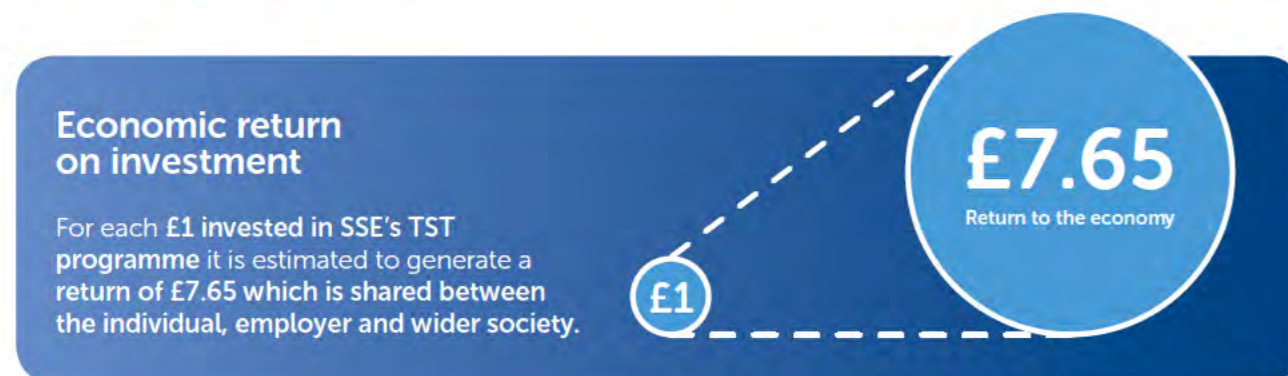 Economic return
on investment
For each £1 invested in SSE's TST
programme it is estimated to generate a
return of £7.65 which is shared between
the individual, employer and wider society.
£1
£7.65
Return to the economy